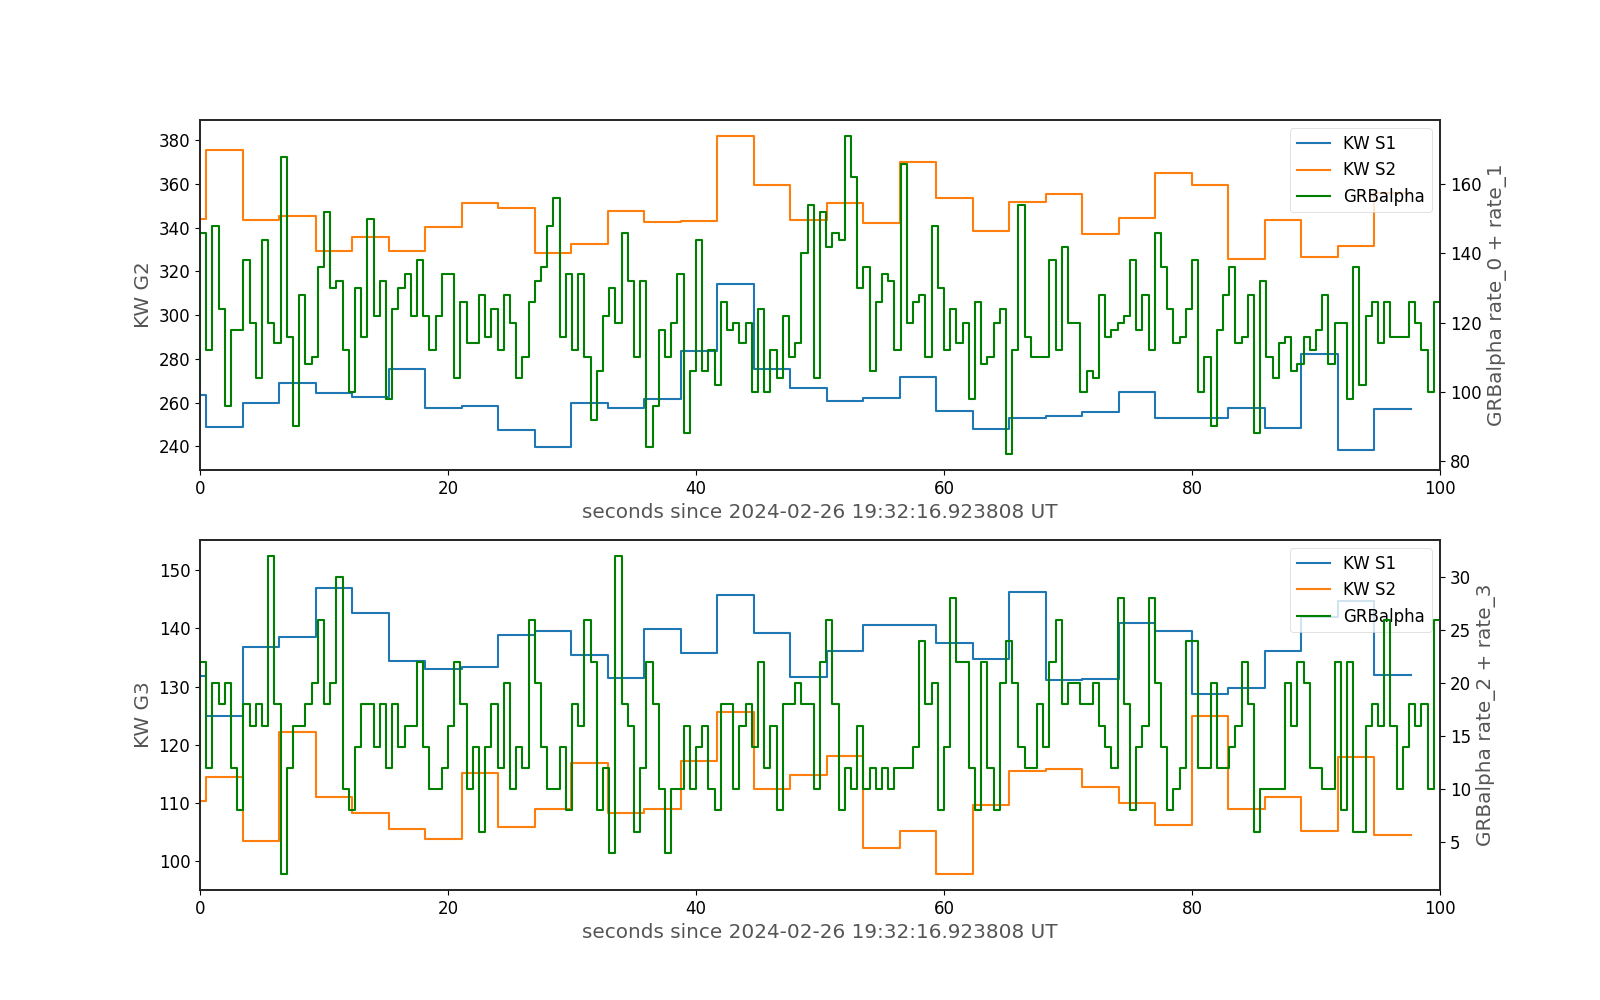 380
360
340
320
300
280
260
240
KW G2
KW S1
KW S2
GRBalpha
160
140
120
100
80
GRBalpha rate_0 + rate_1
0 20 40 60 80 100
seconds since 2024-02-26 19:32:16.923808 UT
150
140
130
120
110
100
KW G3
KW S1
KW S2
GRBalpha
30
25
20
15
10
5
GRBalpha rate_2 + rate_3
0 20 40 60 80 100
seconds since 2024-02-26 19:32:16.923808 UT